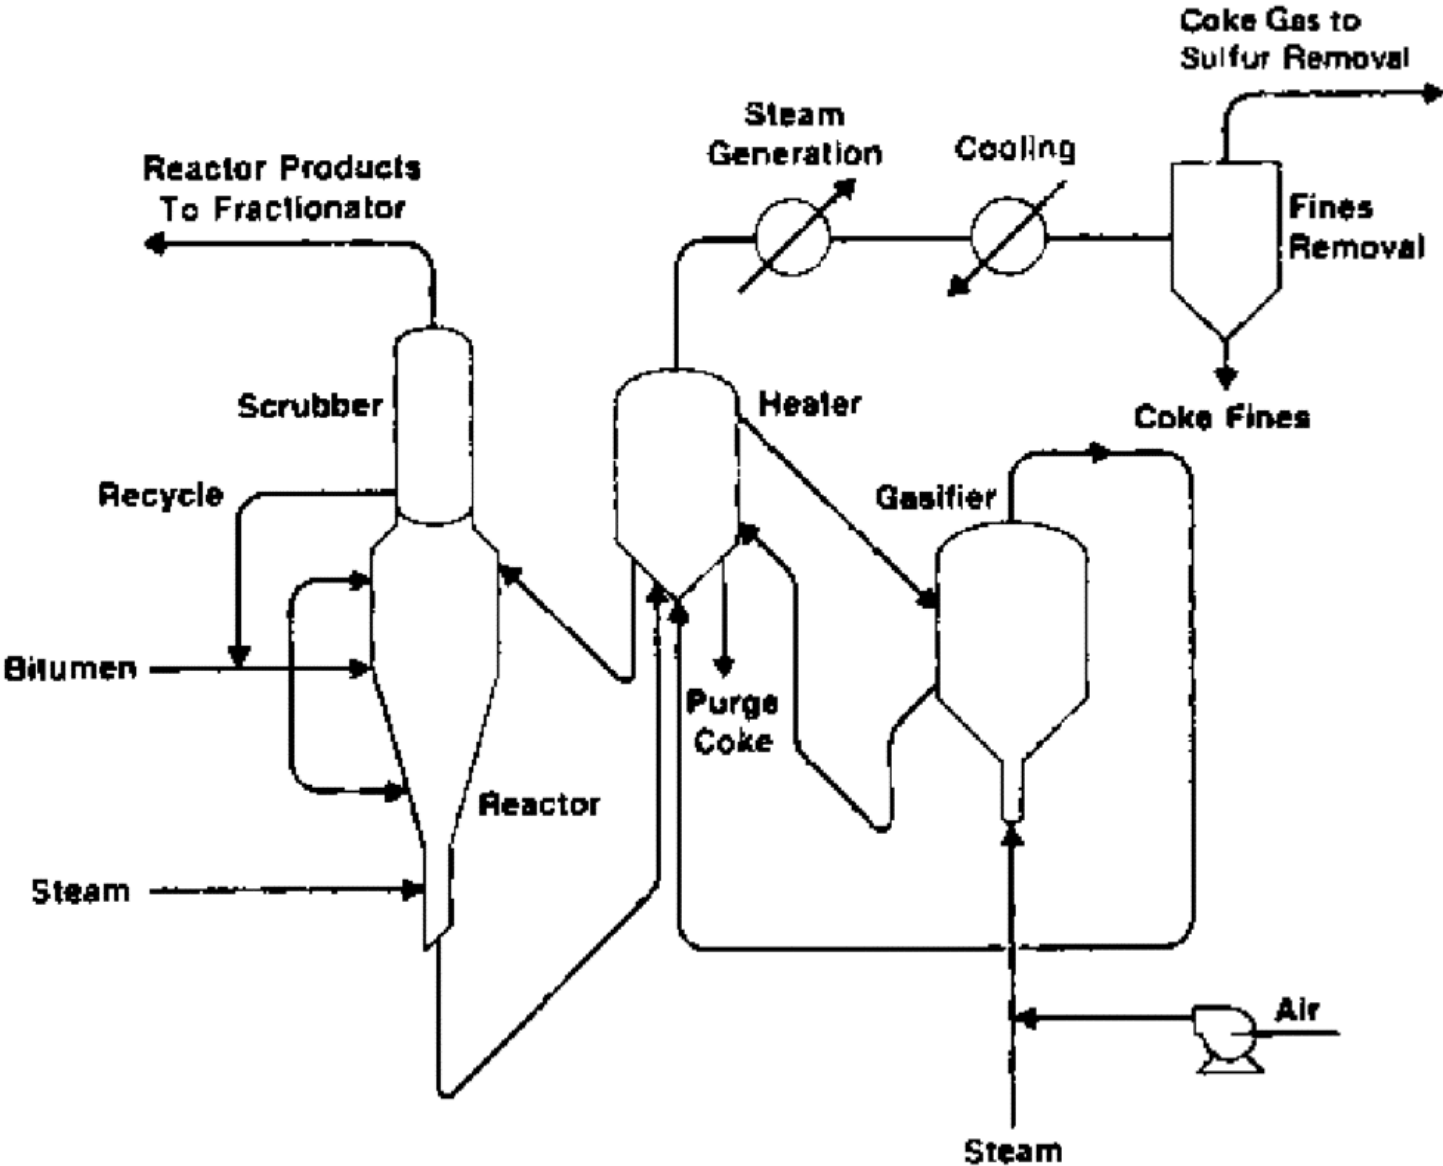 Coke Gas to
Sulfur Removal
Steam
Generation
Cooling
Reactor Products
To Fractionator
Fines
Removal
Scrubber
Heater
Coke Fines
Recycle
Gasifier
Bitumen
Purge
Coke
Reactor
Steam
Air
Steam